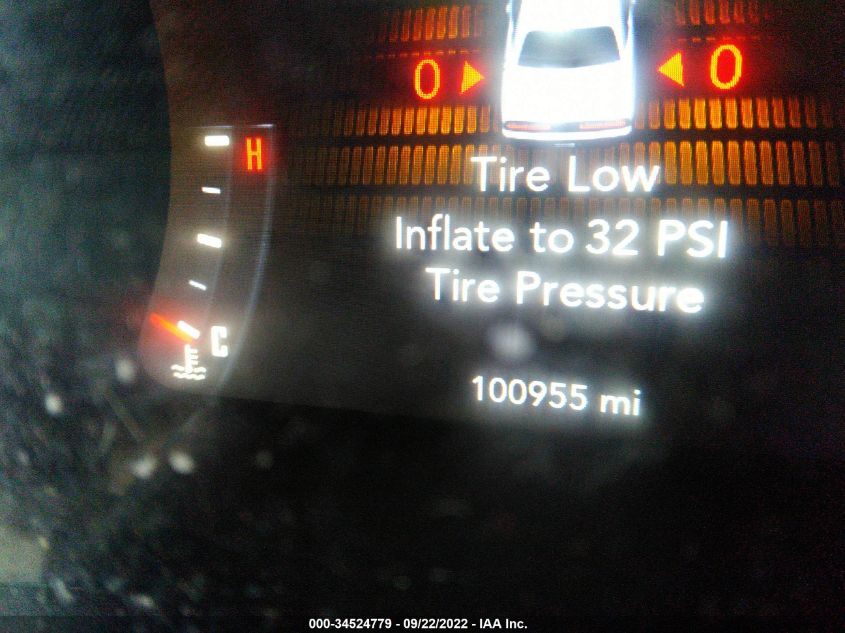 0 0
H
Tire Low
Inflate to 32 PSI
Tire Pressure
C
100955 mi
000-34524779 - 09/22/2022 - IAA Inc.